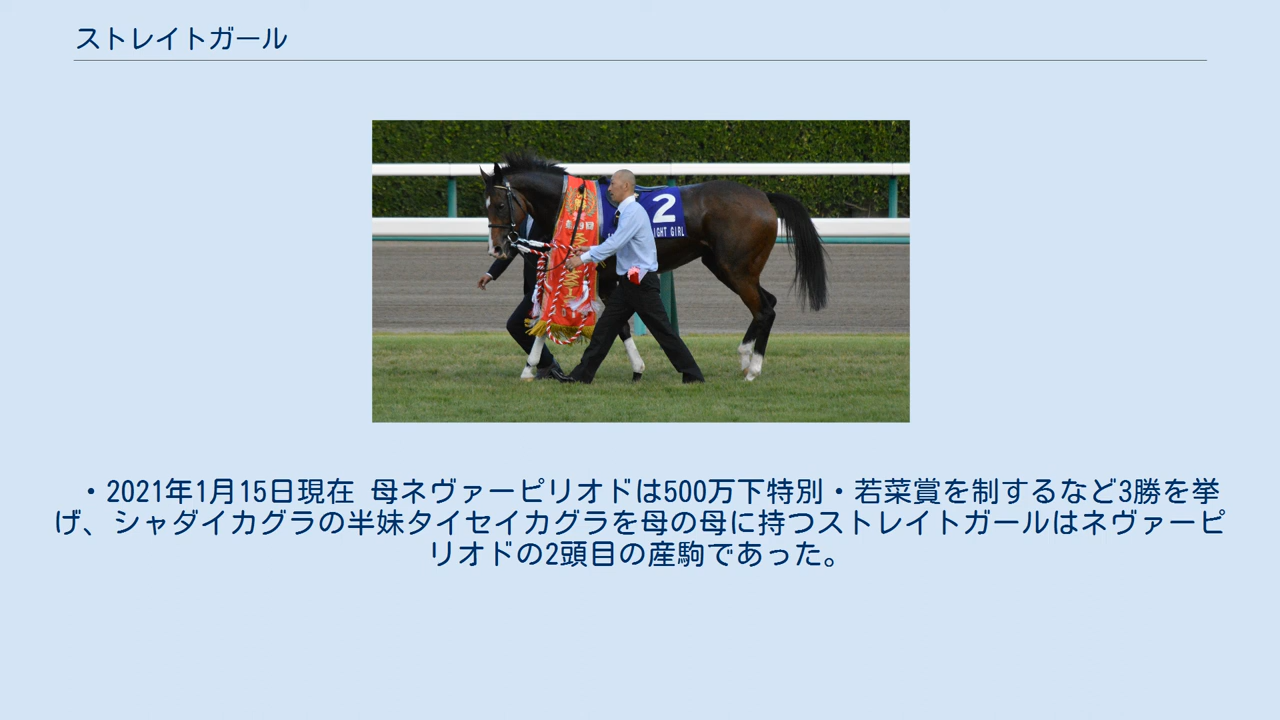 ストレイトガール
2
IGHT GIRL
・2021年1月15日現在 母ネヴァーピリオドは500万下特別・若菜賞を制するなど3勝を挙
げ、シャダイカグラの半妹タイセイカグラを母の母に持つストレイトガールはネヴァーピ
リオドの2頭目の産駒であった。